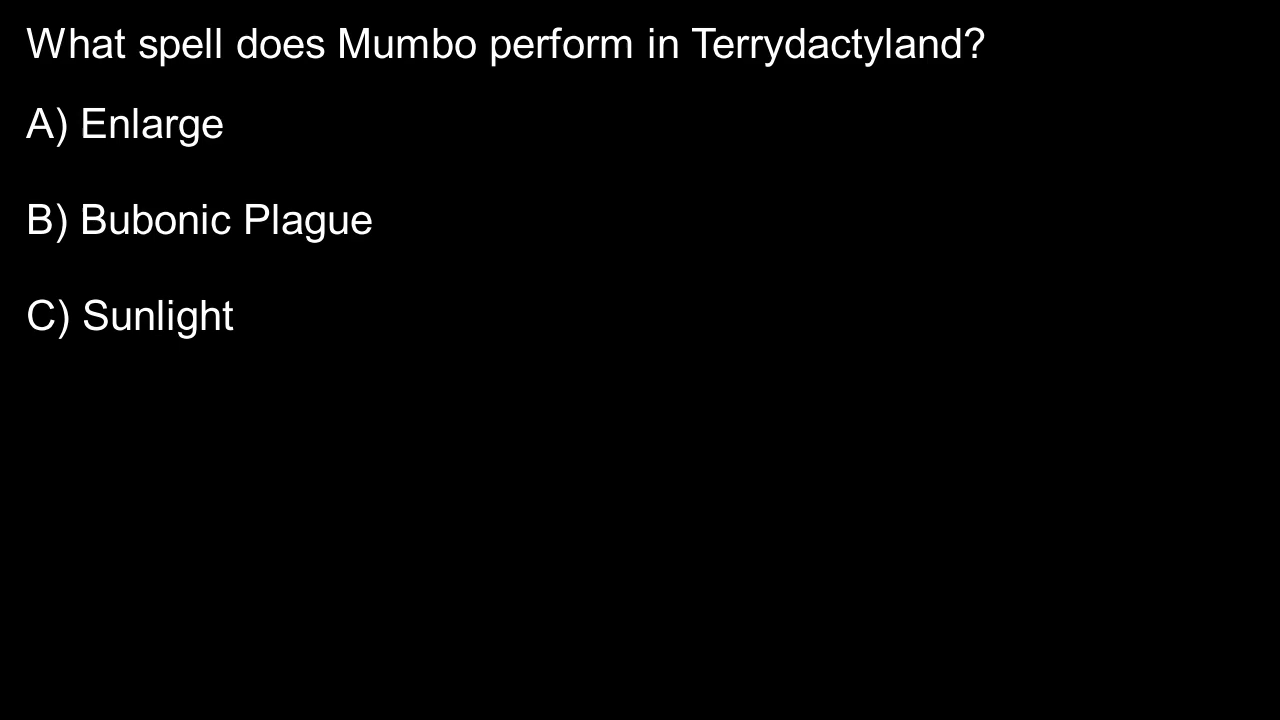 What spell does Mumbo perform in Terrydactyland?
A) Enlarge
B) Bubonic Plague
C) Sunlight